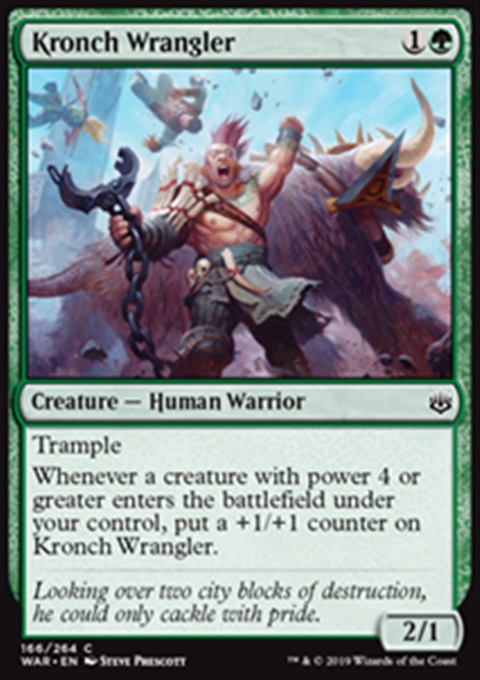 Kronch Wrangler 1
Creature — Human Warrior
Trample
Whenever a creature with power 4 or
greater enters the battlefield under
your control, put a +1/+1 counter on
Kronch Wrangler.
Looking over two city blocks of destruction,
he could only cackle with pride.
2/1
166/264 C
WAR • EN Steve Prescott
™ & © 2019 Wizards of the Coast